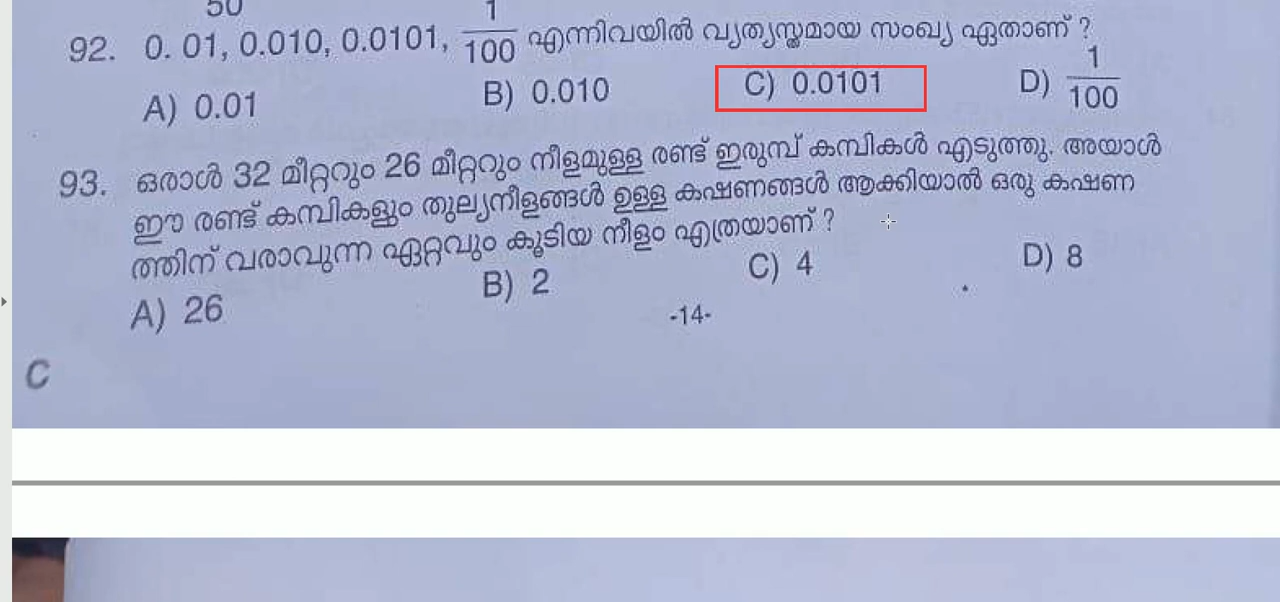 50
1
92. 0. 01, 0.010, 0.0101, 100 എന്നിവയിൽ വ്യത്യസ്തമായ സംഖ്യ ഏതാണ് ?
A) 0.01 B) 0.010 C) 0.0101 D) 1/100
93. ഒരാൾ 32 മീറ്ററും 26 മീറ്ററും നീളമുള്ള രണ്ട് ഇരുമ്പ് കമ്പികൾ എടുത്തു. അയാൾ
ഈ രണ്ട് കമ്പികളും തുല്യനീളങ്ങൾ ഉള്ള കഷണങ്ങൾ ആക്കിയാൽ ഒരു കഷണ
ത്തിന് വരാവുന്ന ഏറ്റവും കൂടിയ നീളം എത്രയാണ് ?
A) 26 B) 2 C) 4 D) 8
-14-
C